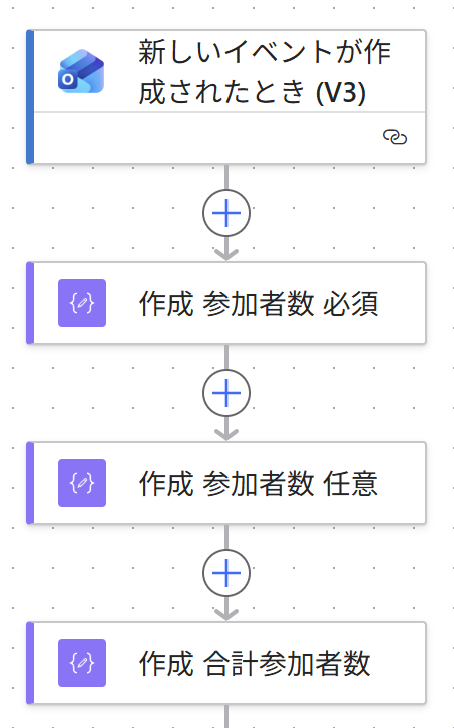 新しいイベントが作
成されたとき (V3)
作成 参加者数 必須
作成 参加者数 任意
作成 合計参加者数